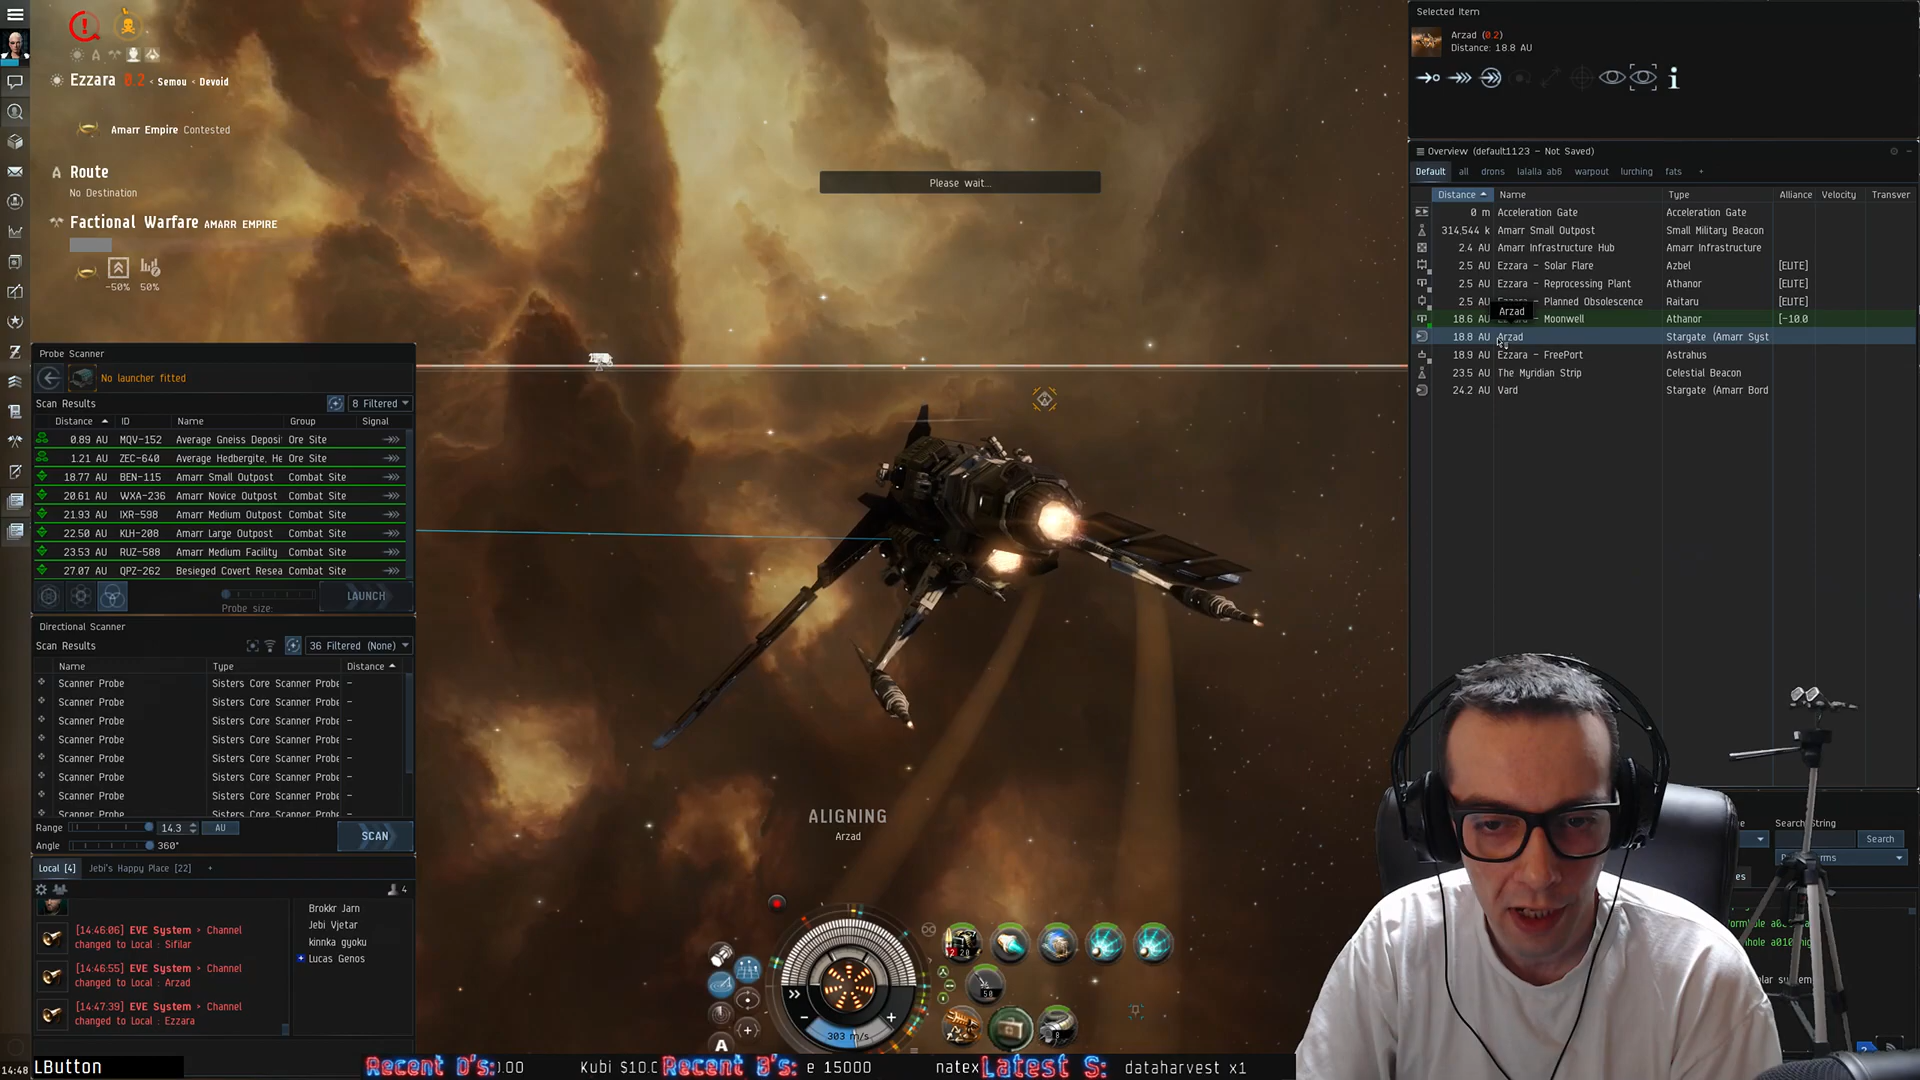 Ezzara 0.2 < Semou < Devoid
Amarr Empire Contested
Route
No Destination
Factional Warfare AMARR EMPIRE
-50% 50%
Please wait...
Probe Scanner
No launcher fitted
Scan Results 8 Filtered
Distance ID Name Group Signal
0.89 AU MQV-152 Average Gneiss Deposi Ore Site
1.21 AU ZEC-640 Average Hedbergite, He Ore Site
18.77 AU BEN-115 Amarr Small Outpost Combat Site
20.61 AU WXA-236 Amarr Novice Outpost Combat Site
21.93 AU IXR-598 Amarr Medium Outpost Combat Site
22.50 AU KLH-208 Amarr Large Outpost Combat Site
23.53 AU RUZ-588 Amarr Medium Facility Combat Site
27.07 AU QPZ-262 Besieged Covert Resea Combat Site
Probe size:
LAUNCH
Directional Scanner
Scan Results 36 Filtered (None)
Name Type Distance
Scanner Probe Sisters Core Scanner Probe -
Scanner Probe Sisters Core Scanner Probe -
Scanner Probe Sisters Core Scanner Probe -
Scanner Probe Sisters Core Scanner Probe -
Scanner Probe Sisters Core Scanner Probe -
Scanner Probe Sisters Core Scanner Probe -
Scanner Probe Sisters Core Scanner Probe -
Scanner Probe Sisters Core Scanner Probe -
Range 14.3 AU
SCAN
Angle 360°
Local [4] Jebi's Happy Place [22] +
4
[14:46:06] EVE System > Channel
changed to Local : Sifilar
[14:46:55] EVE System > Channel
changed to Local : Arzad
[14:47:39] EVE System > Channel
changed to Local : Ezzara
Brokkr Jarn
Jebi Vjetar
kinnka gyoku
Lucas Genos
14:48
LButton
ALIGNING
Arzad
303 m/s
A
50
Recent D's: 0.00 Kubi $10.0 Recent B's: e 15000 natex Latest S: dataharvest x1
Selected Item
Arzad (0.2)
Distance: 18.8 AU
Overview (default1123 - Not Saved)
Default all drons lalalla ab6 warpout lurching fats +
Distance Name Type Alliance Velocity Transver
0 m Acceleration Gate Acceleration Gate
314,544 k Amarr Small Outpost Small Military Beacon
2.4 AU Amarr Infrastructure Hub Amarr Infrastructure
2.5 AU Ezzara - Solar Flare Azbel [ELITE]
2.5 AU Ezzara - Reprocessing Plant Athanor [ELITE]
2.5 AU Ezzara - Planned Obsolescence Raitaru [ELITE]
Arzad
18.6 AU - Moonwell Athanor [-10.0
18.8 AU Arzad Stargate (Amarr Syst
18.9 AU Ezzara - FreePort Astrahus
23.5 AU The Myridian Strip Celestial Beacon
24.2 AU Vard Stargate (Amarr Bord
Search String
Search